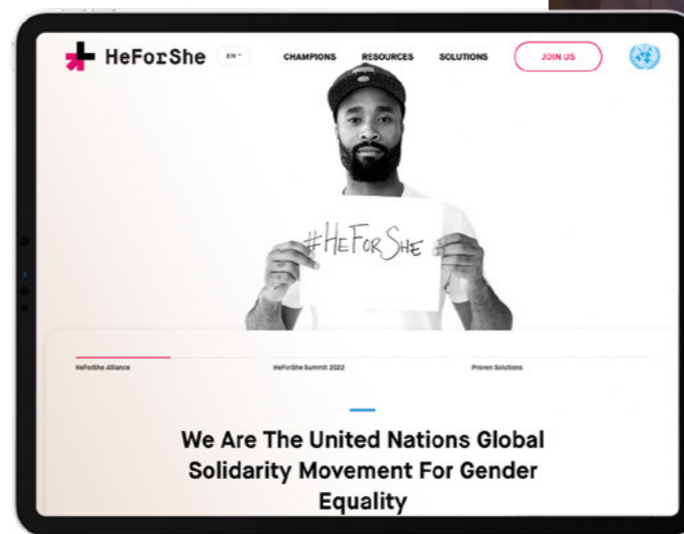 HeForShe EN CHAMPIONS RESOURCES SOLUTIONS JOIN US
#HEFORSHE
HeForShe Alliance HeForShe Summit 2022 Proven Solutions
We Are The United Nations Global
Solidarity Movement For Gender
Equality